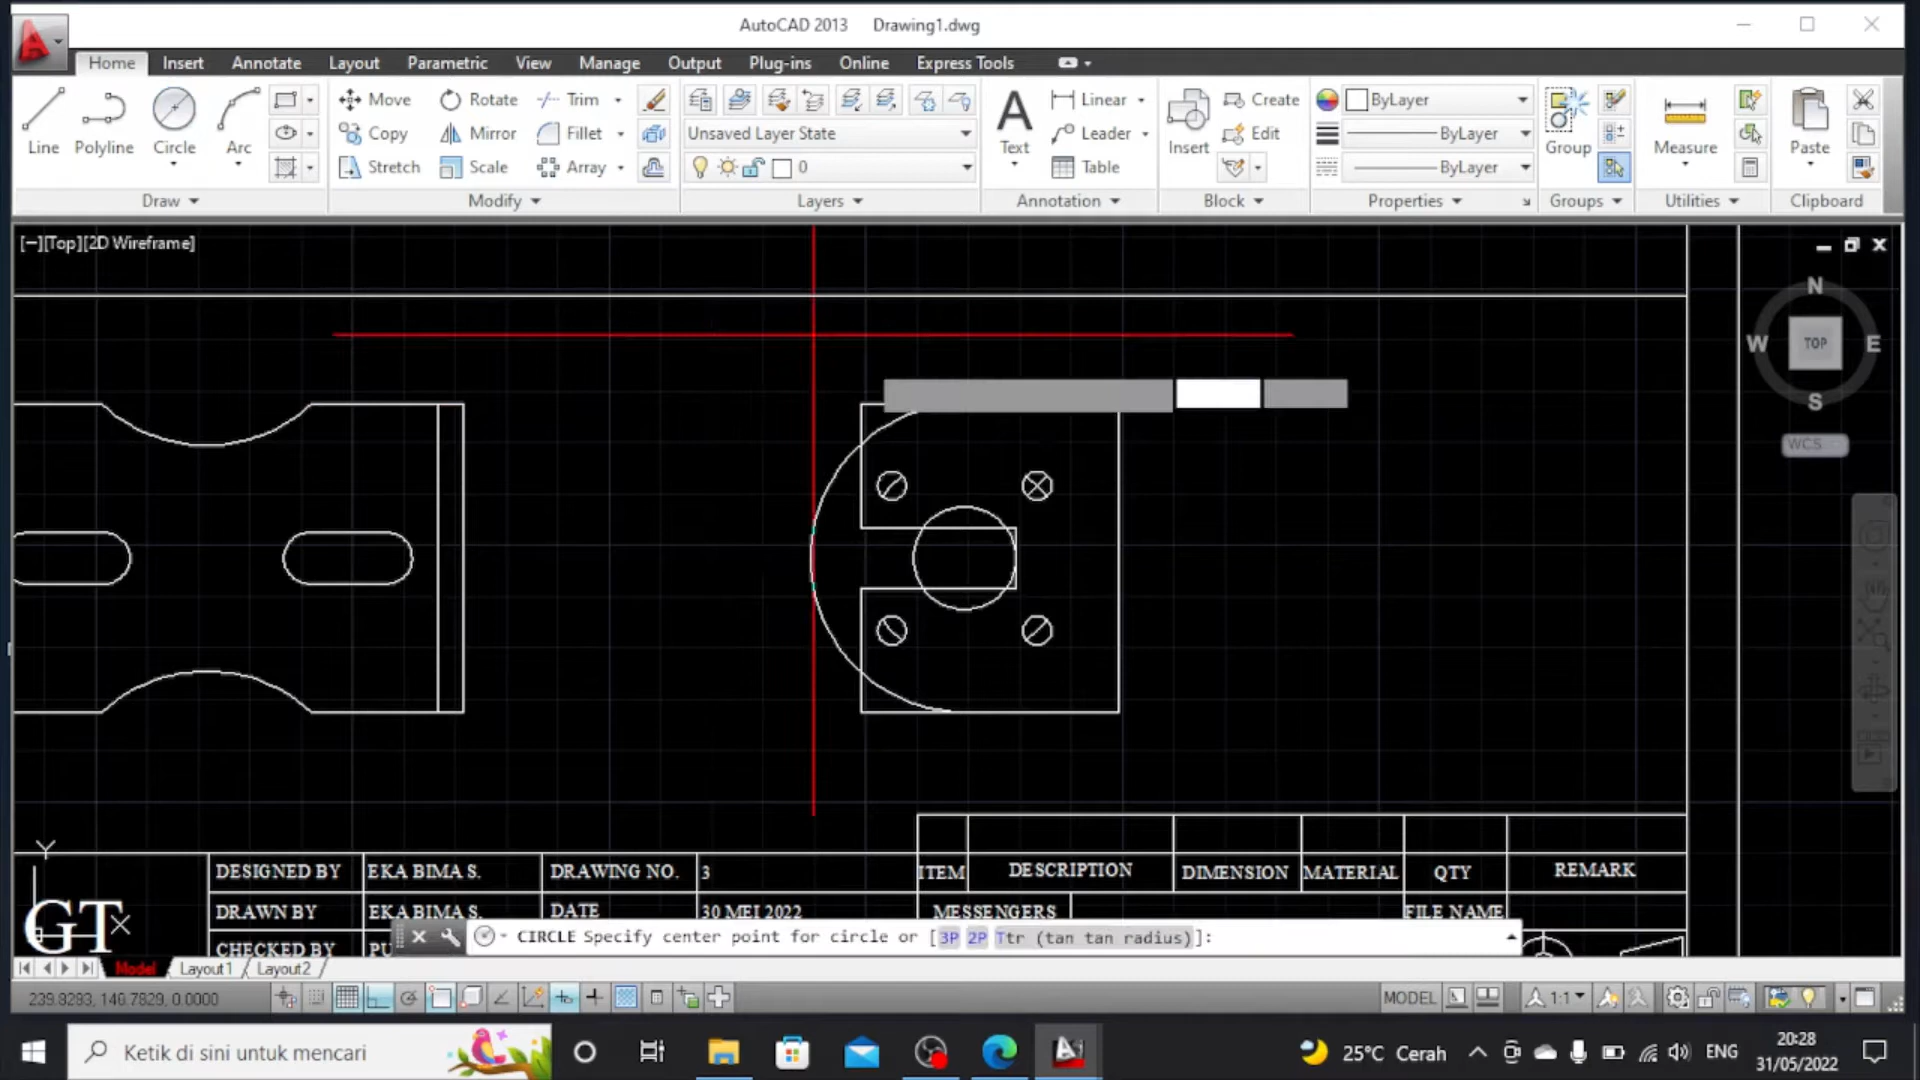 AutoCAD 2013 Drawing1.dwg
Home Insert Annotate Layout Parametric View Manage Output Plug-ins Online Express Tools
Line Polyline Circle Arc
Move Rotate Trim
Copy Mirror Fillet
Stretch Scale Array
Unsaved Layer State
0
Text Linear
Leader
Table
Insert Create
Edit
ByLayer
ByLayer
ByLayer
Group Measure Paste
Draw Modify Layers Annotation Block Properties Groups Utilities Clipboard
[−][Top][2D Wireframe]
N
W TOP E
S
WCS
Y
X
GT
DESIGNED BY EKA BIMA S. DRAWING NO. 3
DRAWN BY EKA BIMA S. DATE 30 MEI 2022
CHECKED BY
ITEM DESCRIPTION DIMENSION MATERIAL QTY REMARK
MESSENGERS FILE NAME
CIRCLE Specify center point for circle or [3P 2P Ttr (tan tan radius)]:
Model Layout1 Layout2
239.8293, 146.7829, 0.0000
MODEL 1:1
Ketik di sini untuk mencari
25°C Cerah
ENG
20:28
31/05/2022